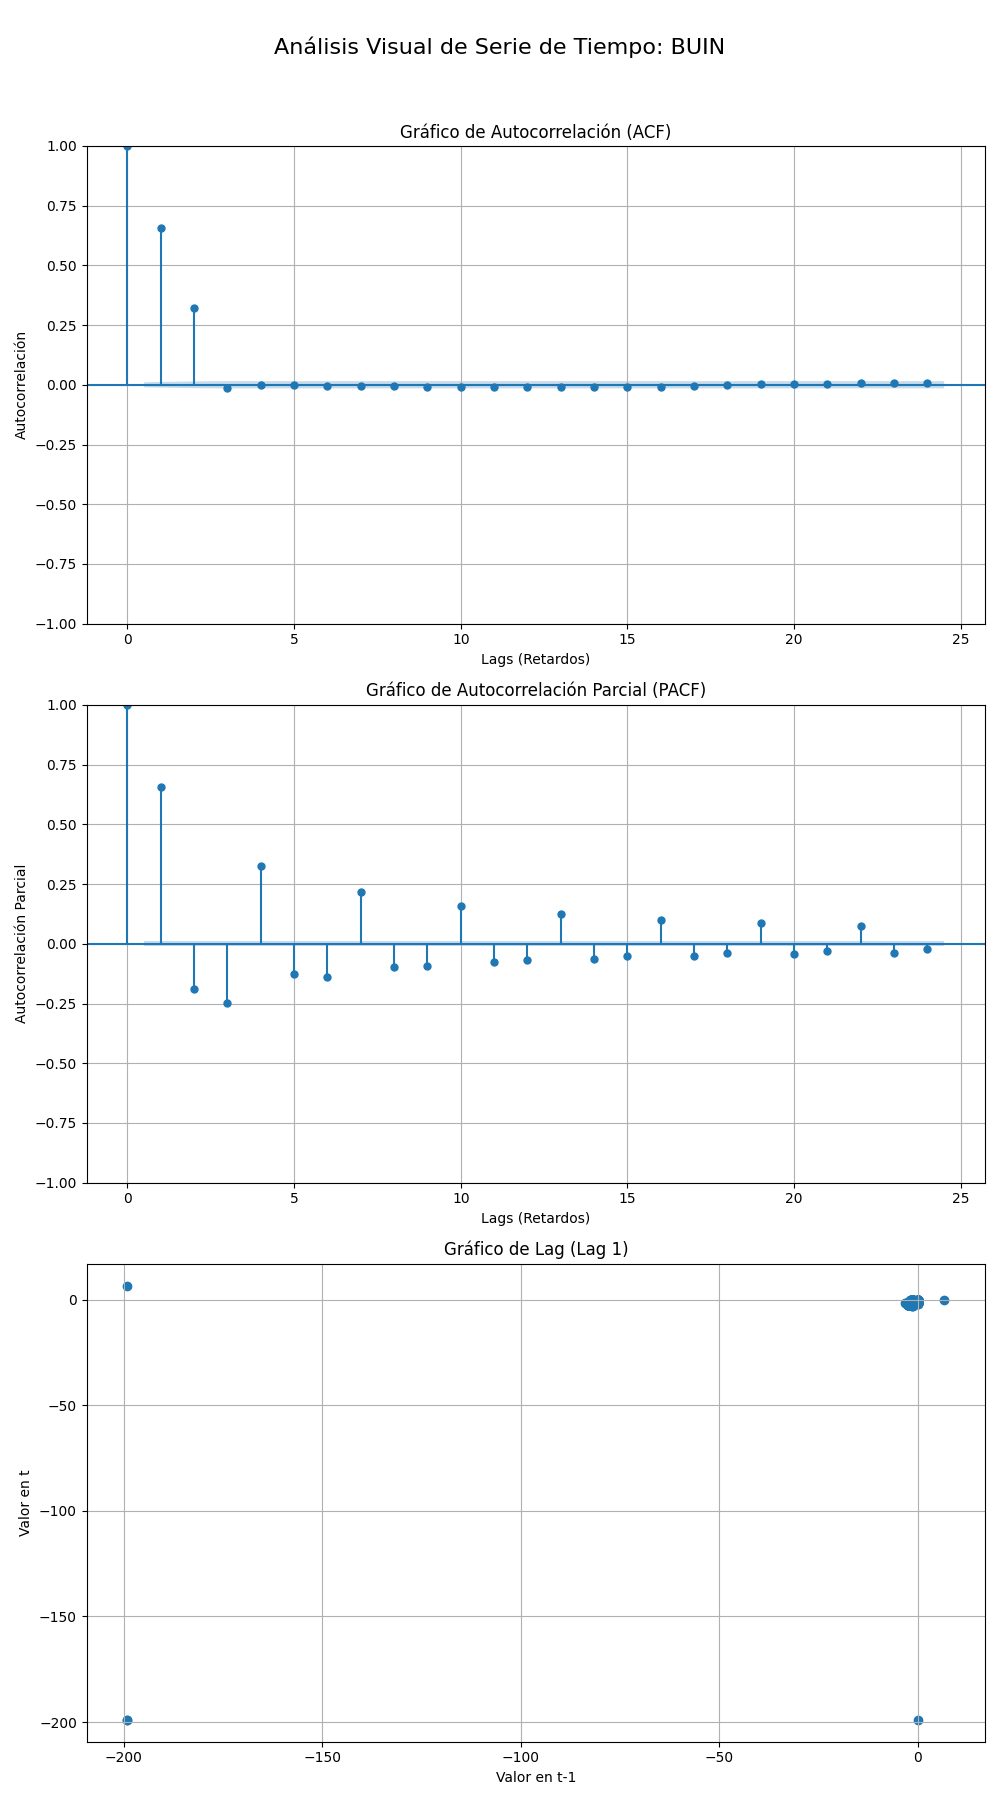 Análisis Visual de Serie de Tiempo: BUIN
Gráfico de Autocorrelación (ACF)
1.00
0.75
0.50
0.25
0.00
−0.25
−0.50
−0.75
−1.00
Autocorrelación
0 5 10 15 20 25
Lags (Retardos)
Gráfico de Autocorrelación Parcial (PACF)
1.00
0.75
0.50
0.25
0.00
−0.25
−0.50
−0.75
−1.00
Autocorrelación Parcial
0 5 10 15 20 25
Lags (Retardos)
Gráfico de Lag (Lag 1)
0
−50
−100
−150
−200
Valor en t
−200 −150 −100 −50 0
Valor en t-1